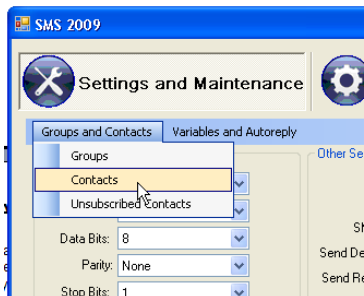 SMS 2009
Settings and Maintenance
Groups and Contacts Variables and Autoreply
Groups
Contacts
Unsubscribed Contacts
Other Se
Data Bits: 8
Parity: None
Send De
Send Re
Stop Bits: 1